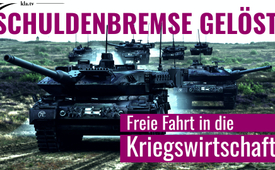 kla.tv
SCHULDENBREMSE GELÖST
Freie Fahrt in die
Kriegswirtschaft